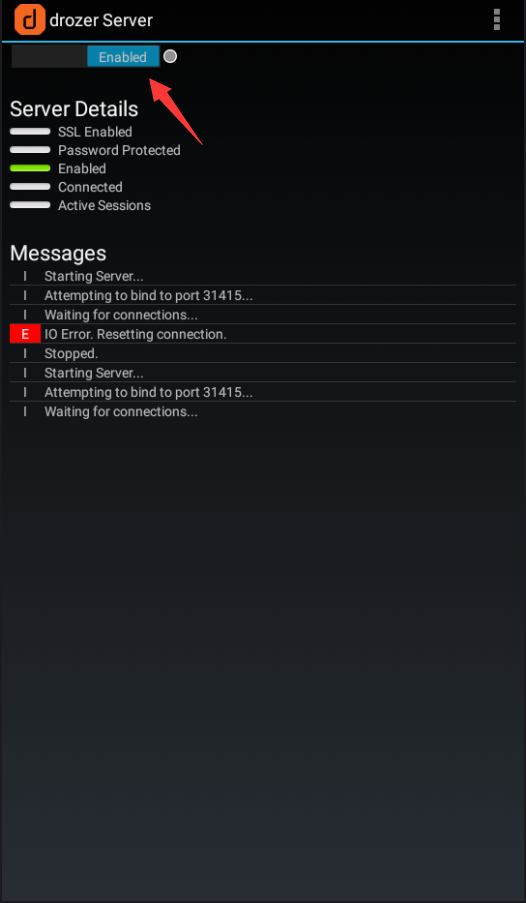 d drozer Server
Enabled
Server Details
SSL Enabled
Password Protected
Enabled
Connected
Active Sessions
Messages
I Starting Server...
I Attempting to bind to port 31415...
I Waiting for connections...
E IO Error. Resetting connection.
I Stopped.
I Starting Server...
I Attempting to bind to port 31415...
I Waiting for connections...